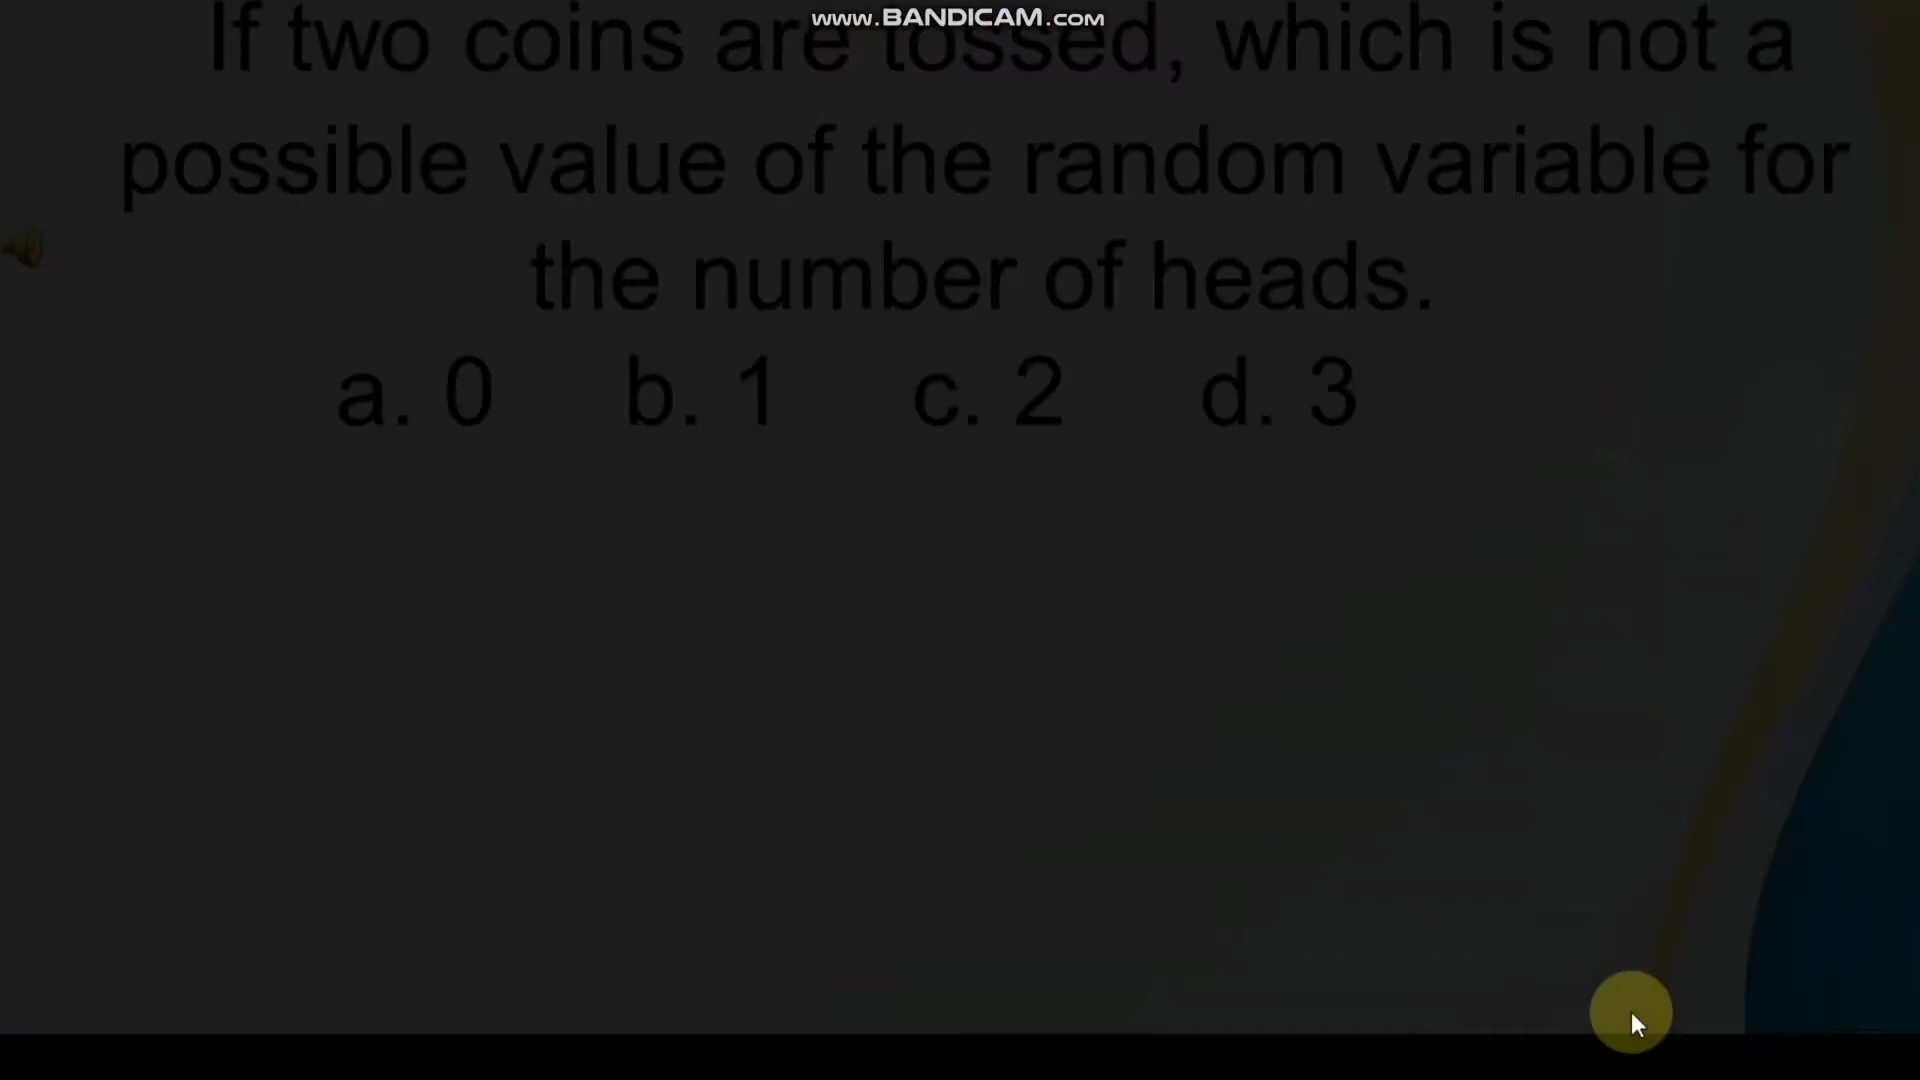 www.BANDICAM.com
If two coins are tossed, which is not a
possible value of the random variable for
the number of heads.
a. 0 b. 1 c. 2 d. 3